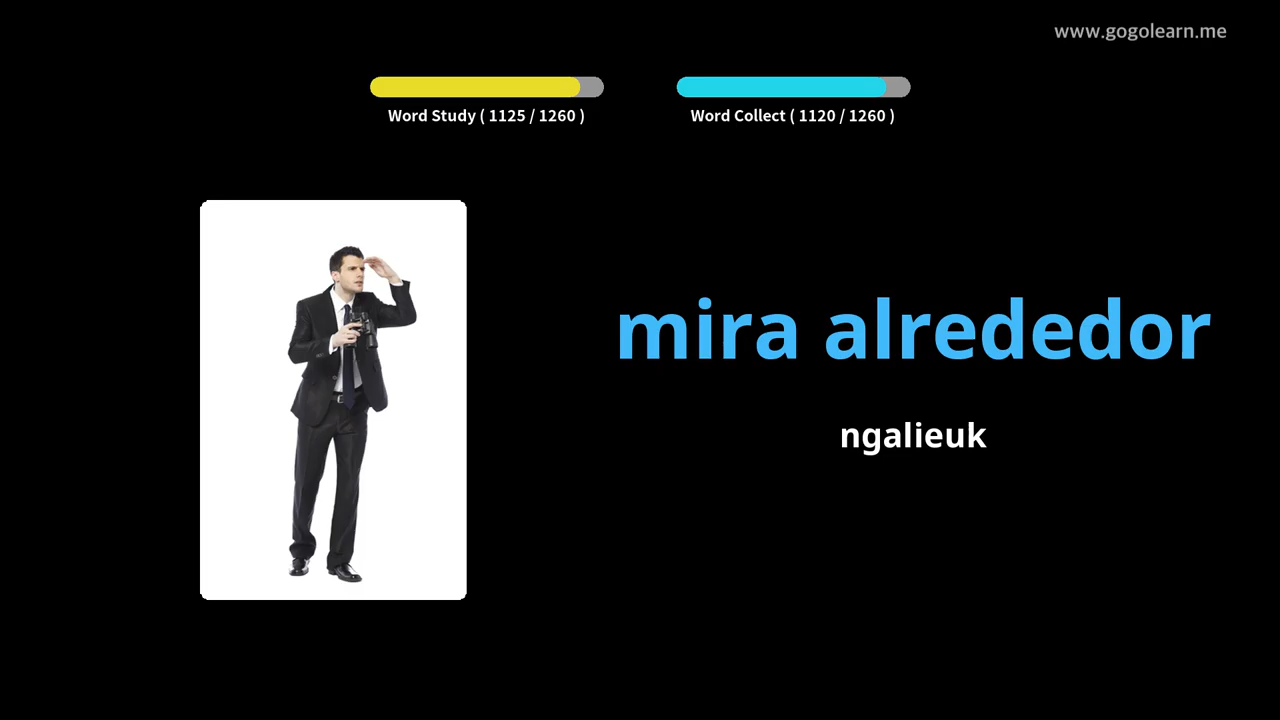 www.gogolearn.me
Word Study ( 1125 / 1260 )
Word Collect ( 1120 / 1260 )
mira alrededor
ngalieuk